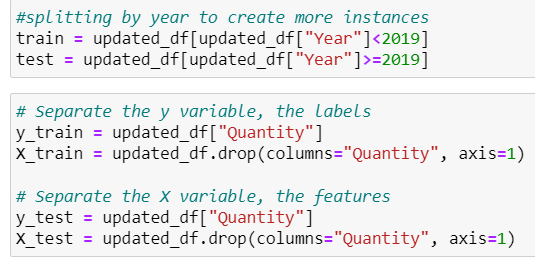 #splitting by year to create more instances
train = updated_df[updated_df["Year"]<2019]
test = updated_df[updated_df["Year"]>=2019]
# Separate the y variable, the labels
y_train = updated_df["Quantity"]
X_train = updated_df.drop(columns="Quantity", axis=1)
# Separate the X variable, the features
y_test = updated_df["Quantity"]
X_test = updated_df.drop(columns="Quantity", axis=1)